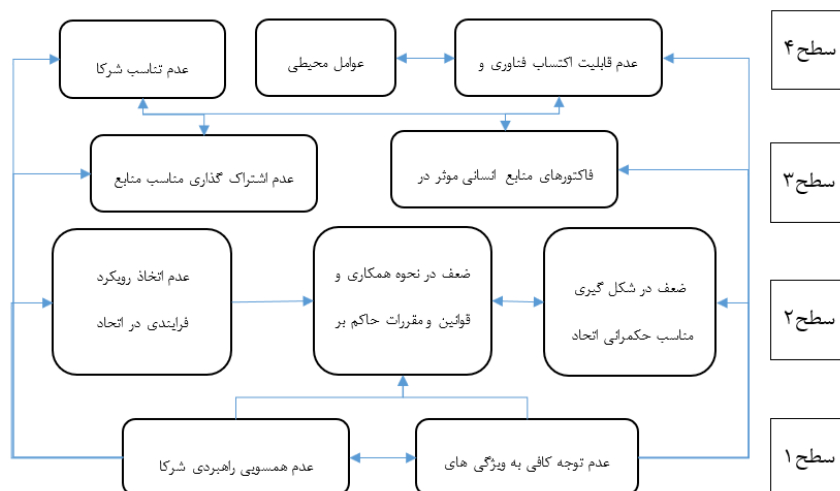 سطح۴
عدم قابلیت اکتساب فناوری و
عوامل محیطی
عدم تناسب شرکا
سطح۳
فاکتورهای منابع انسانی موثر در
عدم اشتراک گذاری مناسب منابع
سطح۲
ضعف در شکل گیری
مناسب حکمرانی اتحاد
ضعف در نحوه همکاری و
قوانین و مقررات حاکم بر
عدم اتخاذ رویکرد
فرایندی در اتحاد
سطح۱
عدم توجه کافی به ویژگی های
عدم همسویی راهبردی شرکا